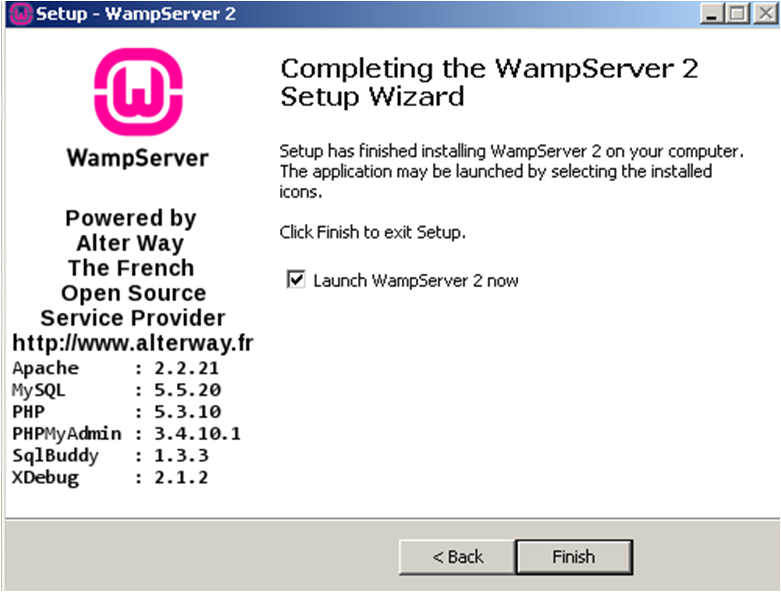 Setup - WampServer 2
WampServer
Powered by
Alter Way
The French
Open Source
Service Provider
http://www.alterway.fr
Apache : 2.2.21
MySQL : 5.5.20
PHP : 5.3.10
PHPMyAdmin : 3.4.10.1
SqlBuddy : 1.3.3
XDebug : 2.1.2
Completing the WampServer 2
Setup Wizard
Setup has finished installing WampServer 2 on your computer.
The application may be launched by selecting the installed
icons.
Click Finish to exit Setup.
Launch WampServer 2 now
< Back
Finish